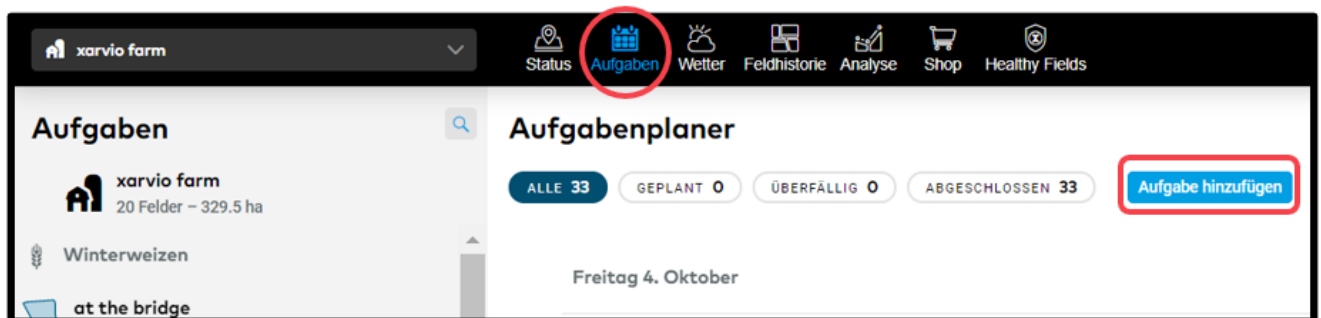 xarvio farm
Status Aufgaben Wetter Feldhistorie Analyse Shop Healthy Fields
Aufgaben
xarvio farm
20 Felder – 329.5 ha
Winterweizen
at the bridge
Aufgabenplaner
ALLE 33 GEPLANT 0 ÜBERFÄLLIG 0 ABGESCHLOSSEN 33 Aufgabe hinzufügen
Freitag 4. Oktober